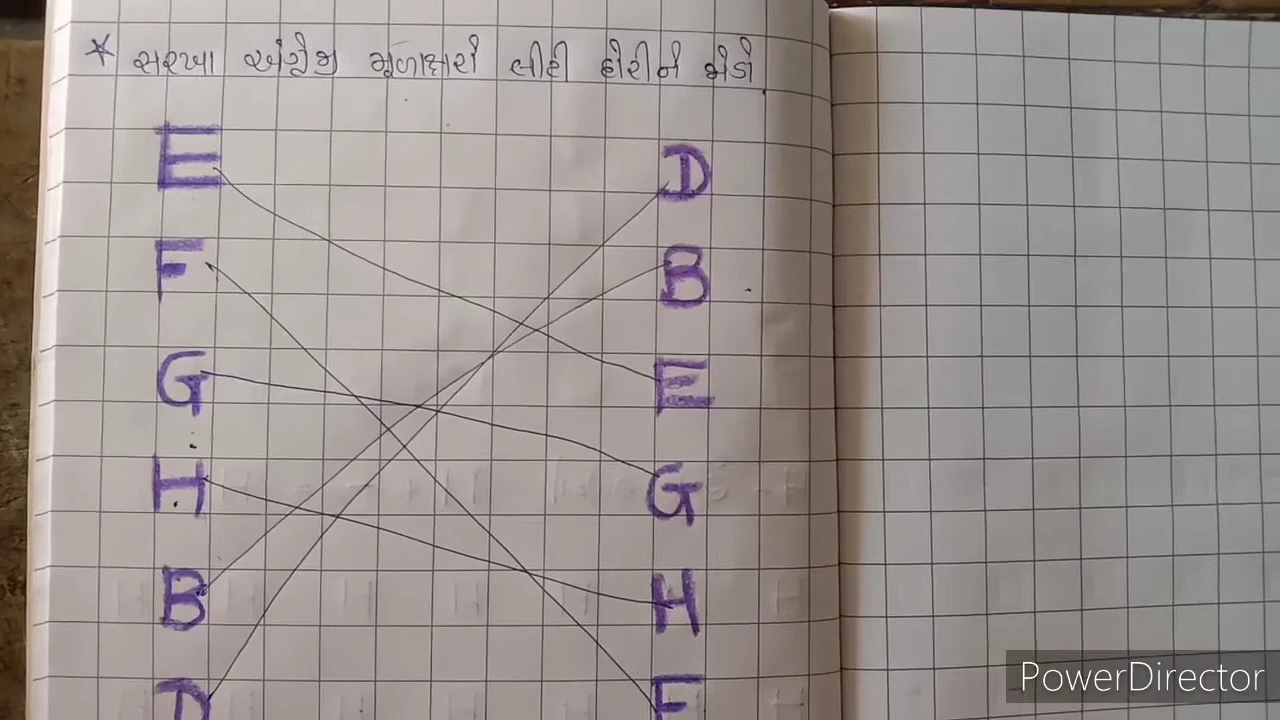 * સરખા અંગ્રેજી મૂળાક્ષરો લીટી દોરીને જોડો
E D
F B
G E
H G
B H
D F
PowerDirector